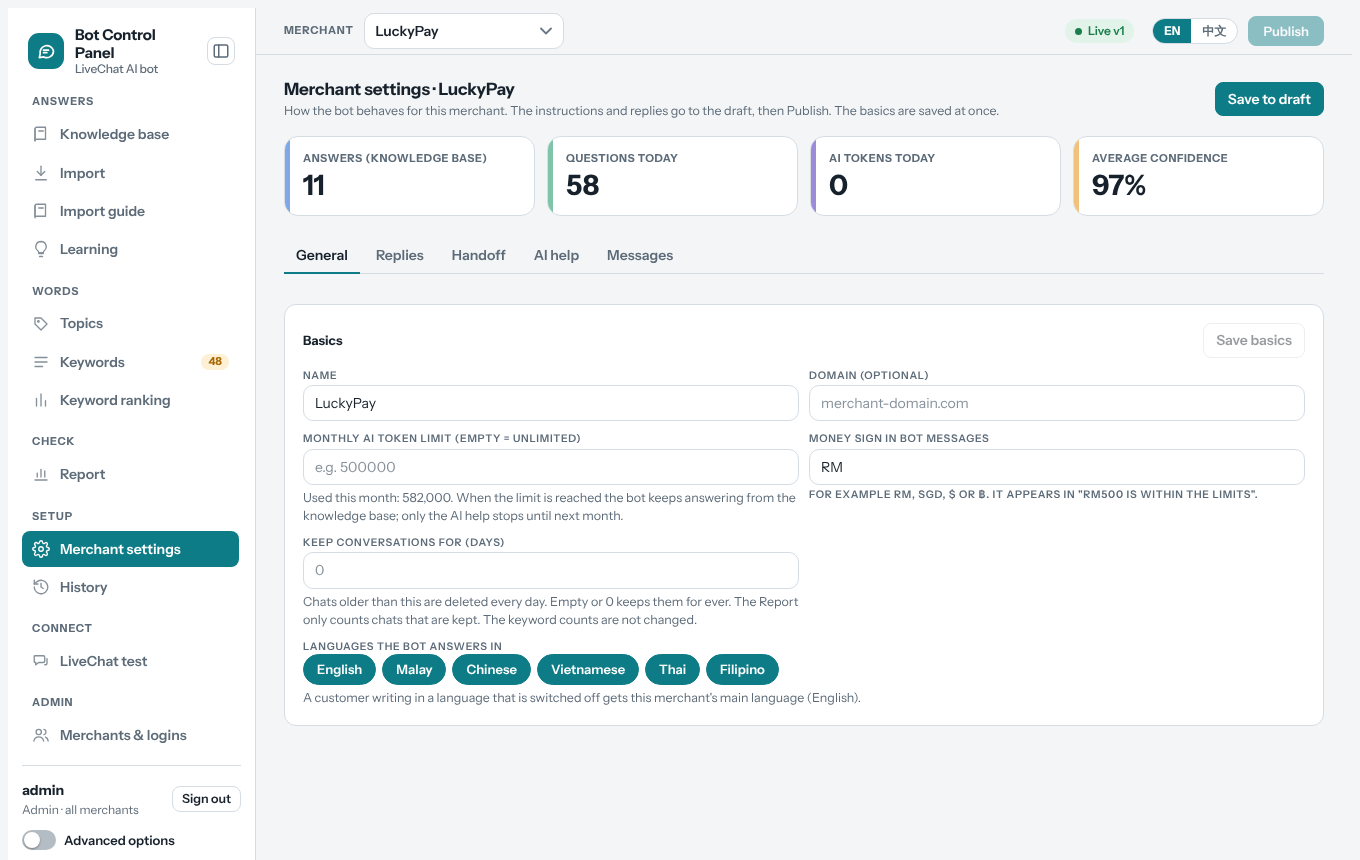 Bot Control
Panel
LiveChat AI bot
ANSWERS
Knowledge base
Import
Import guide
Learning
WORDS
Topics
Keywords 48
Keyword ranking
CHECK
Report
SETUP
Merchant settings
History
CONNECT
LiveChat test
ADMIN
Merchants & logins
admin
Admin · all merchants
Sign out
Advanced options
MERCHANT LuckyPay
Live v1 EN 中文 Publish
Merchant settings · LuckyPay
How the bot behaves for this merchant. The instructions and replies go to the draft, then Publish. The basics are saved at once.
Save to draft
ANSWERS (KNOWLEDGE BASE)
11
QUESTIONS TODAY
58
AI TOKENS TODAY
0
AVERAGE CONFIDENCE
97%
General Replies Handoff AI help Messages
Basics Save basics
NAME
LuckyPay
DOMAIN (OPTIONAL)
merchant-domain.com
MONTHLY AI TOKEN LIMIT (EMPTY = UNLIMITED)
e.g. 500000
Used this month: 582,000. When the limit is reached the bot keeps answering from the
knowledge base; only the AI help stops until next month.
MONEY SIGN IN BOT MESSAGES
RM
FOR EXAMPLE RM, SGD, $ OR ฿. IT APPEARS IN "RM500 IS WITHIN THE LIMITS".
KEEP CONVERSATIONS FOR (DAYS)
0
Chats older than this are deleted every day. Empty or 0 keeps them for ever. The Report
only counts chats that are kept. The keyword counts are not changed.
LANGUAGES THE BOT ANSWERS IN
English Malay Chinese Vietnamese Thai Filipino
A customer writing in a language that is switched off gets this merchant's main language (English).